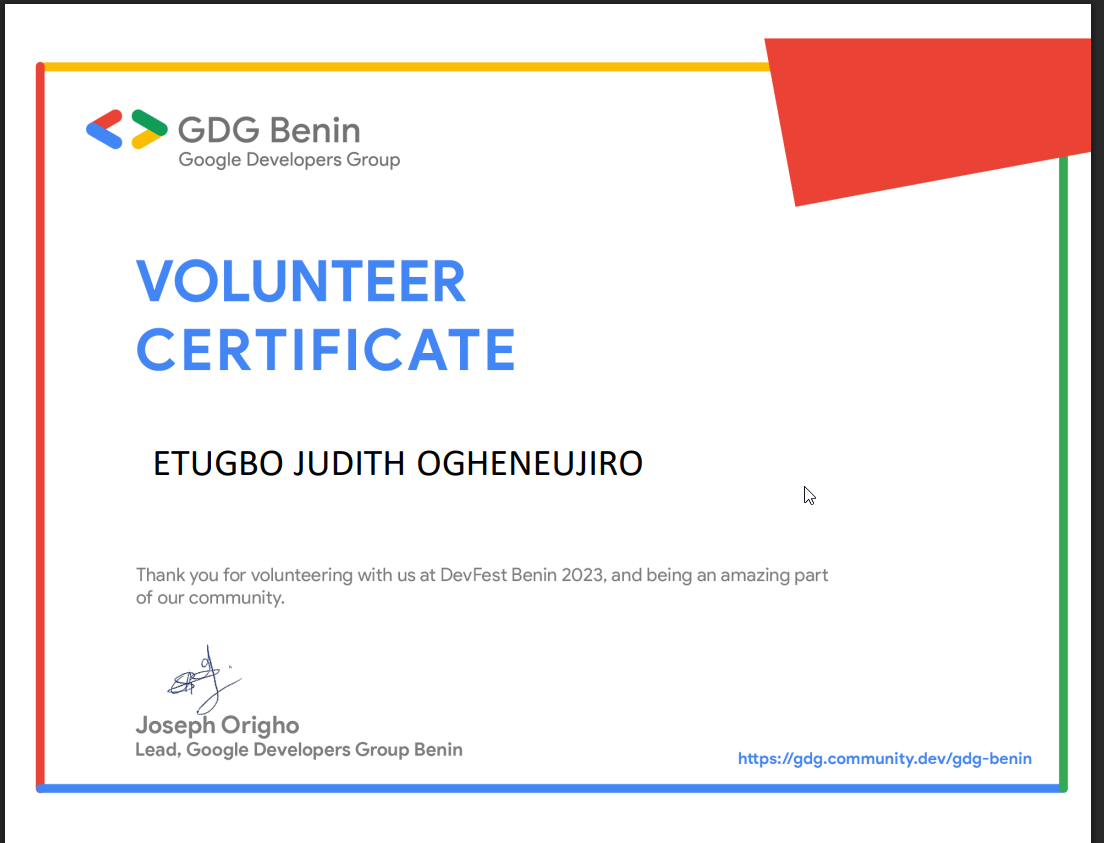 GDG Benin
Google Developers Group
VOLUNTEER
CERTIFICATE
ETUGBO JUDITH OGHENEUJIRO
Thank you for volunteering with us at DevFest Benin 2023, and being an amazing part
of our community.
Joseph Origho
Lead, Google Developers Group Benin
https://gdg.community.dev/gdg-benin